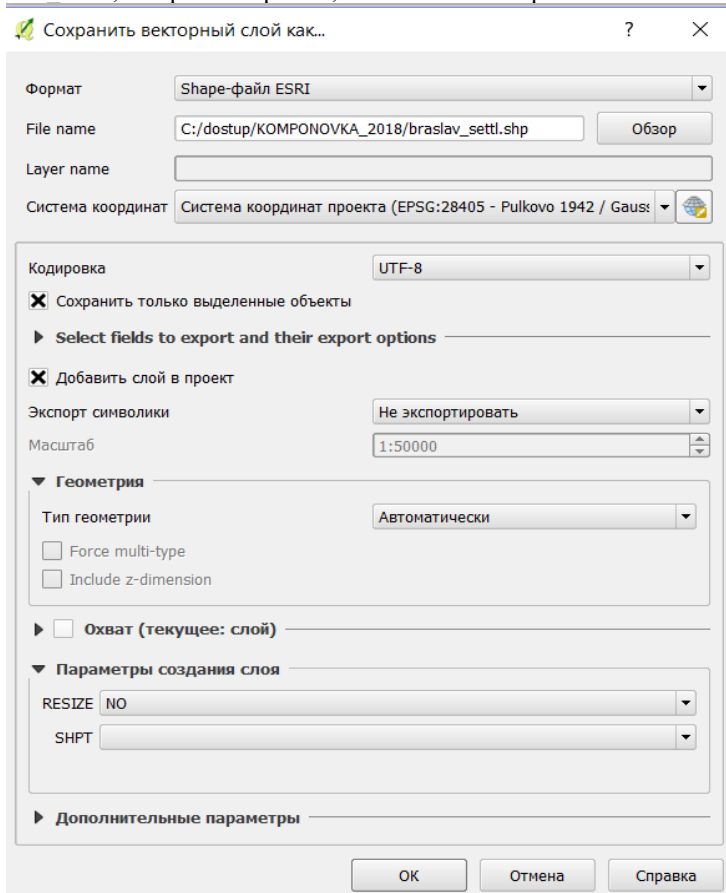 Сохранить векторный слой как... ?
Формат Shape-файл ESRI
File name C:/dostup/KOMPONOVKA_2018/braslav_settl.shp Обзор
Layer name
Система координат Система координат проекта (EPSG:28405 - Pulkovo 1942 / Gauss
Кодировка UTF-8
Сохранить только выделенные объекты
Select fields to export and their export options
Добавить слой в проект
Экспорт символики Не экспортировать
Масштаб 1:50000
Геометрия
Тип геометрии Автоматически
Force multi-type
Include z-dimension
Охват (текущее: слой)
Параметры создания слоя
RESIZE NO
SHPT
Дополнительные параметры
ОК Отмена Справка